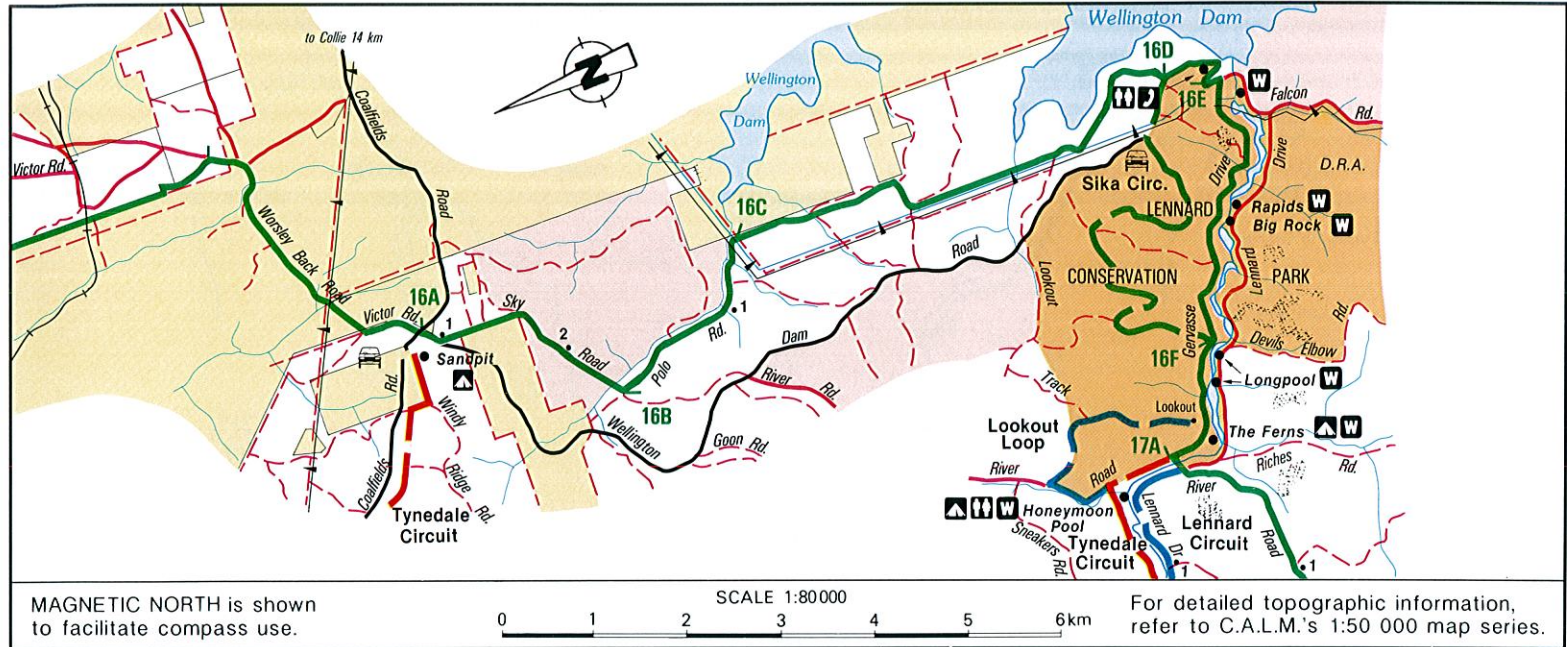 Wellington Dam
to Collie 14 km
N
Wellington
Dam
16D
W
16E
Falcon
Rd.
Coalfields
Road
Victor Rd.
Worsley
Back
Road
16C
Sika Circ.
Drive
Drive
D.R.A.
LENNARD
Rapids W
Big Rock W
Road
Lookout
CONSERVATION
Lennard
PARK
16A
Victor Rd.
1
Sky
2
Road
Polo
Rd.
1
Dam
Gervasse
16F
Devils Elbow
Rd.
Sandpit
Rd.
Windy
16B
River
Rd.
Track
Longpool W
Lookout
Lookout
Loop
17A
The Ferns W
Wellington
Goon Rd.
Coalfields
Ridge
Rd.
Tynedale
Circuit
River
Road
Riches
Rd.
W Honeymoon
Pool
River
Road
Sneakers Rd.
Tynedale
Circuit
Lennard
Dr.
1
Lennard
Circuit
1
MAGNETIC NORTH is shown
to facilitate compass use.
SCALE 1:80 000
0 1 2 3 4 5 6 km
For detailed topographic information,
refer to C.A.L.M.'s 1:50 000 map series.